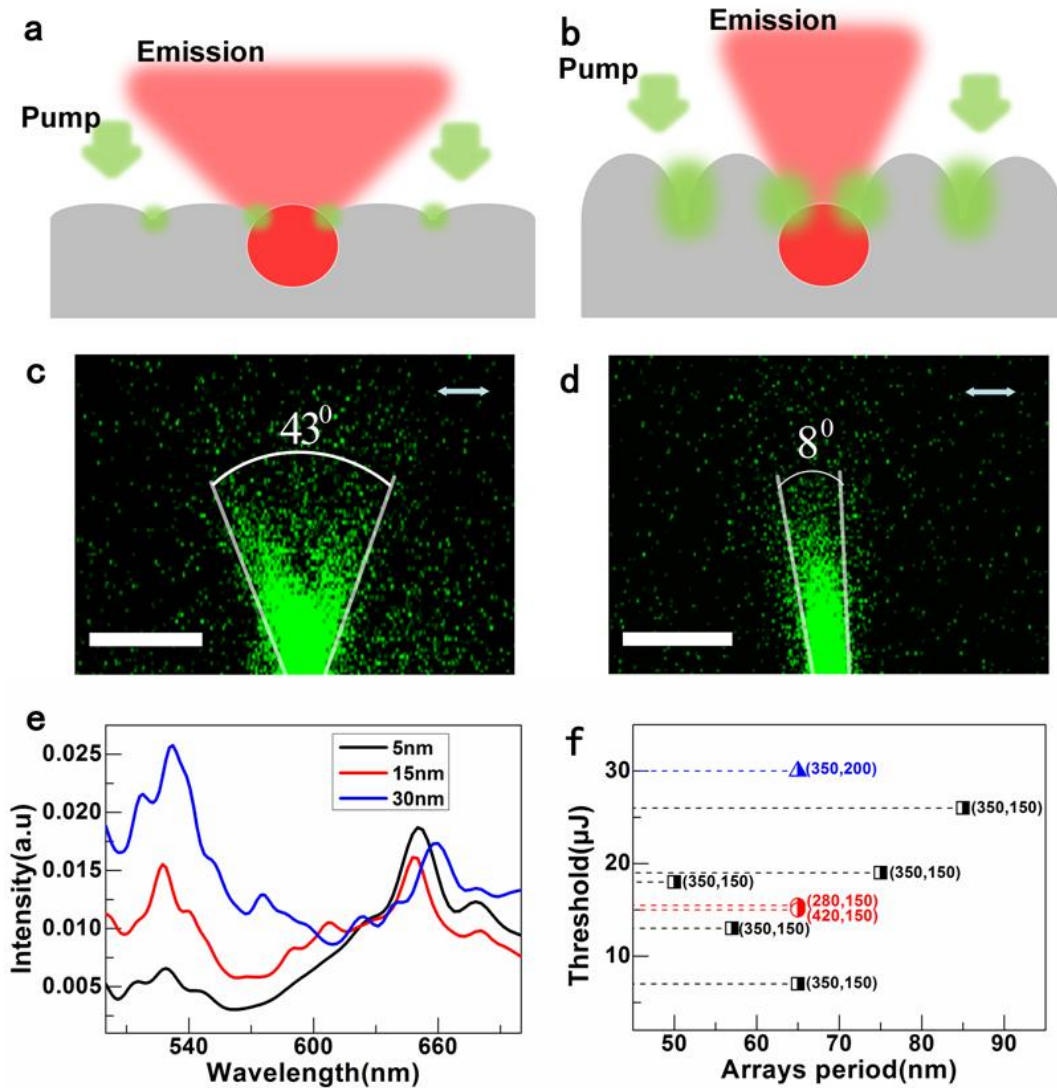 a
Emission
Pump
b
Emission
Pump
c
43⁰
d
8⁰
e
0.025
0.020
0.015
0.010
0.005
Intensity(a.u)
5nm
15nm
30nm
540
600
660
Wavelength(nm)
f
30
20
10
Threshold(μJ)
(350,200)
(350,150)
(350,150)
(350,150)
(280,150)
(420,150)
(350,150)
(350,150)
50
60
70
80
90
Arrays period(nm)